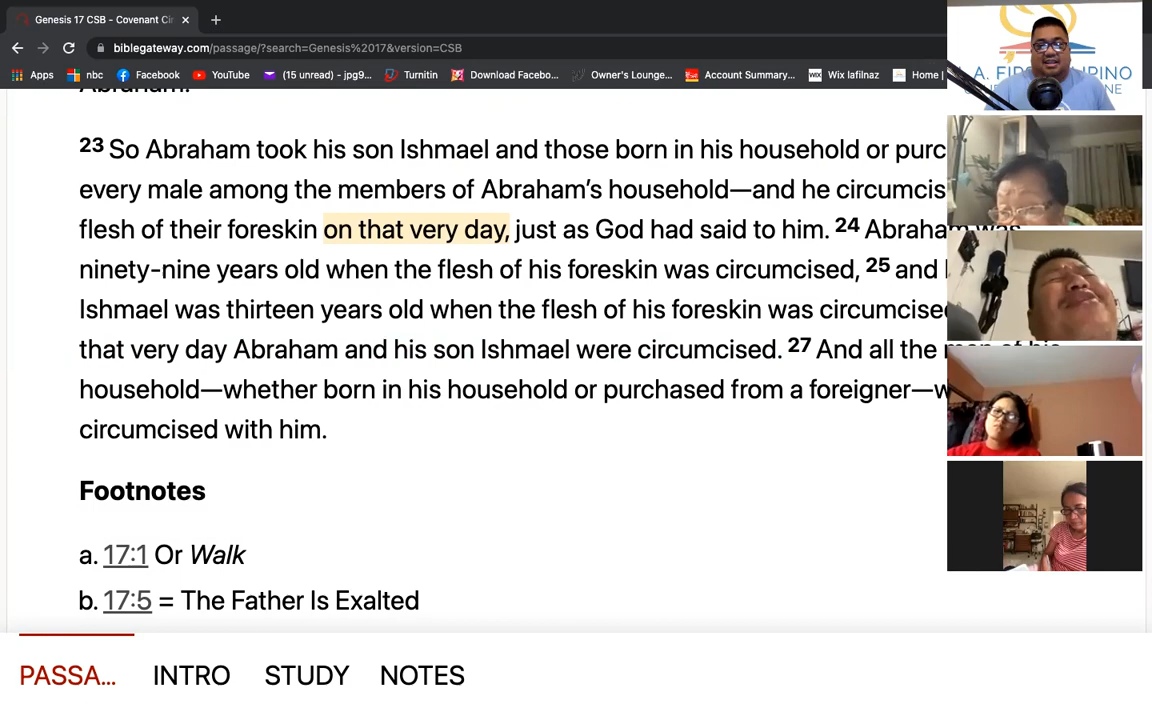 Genesis 17 CSB - Covenant Cir
biblegateway.com/passage/?search=Genesis%2017&version=CSB
Apps nbc Facebook YouTube (15 unread) - jpg9... Turnitin Download Facebo... Owner's Lounge... Account Summary... Wix lafilnaz Home |
Abraham.
23 So Abraham took his son Ishmael and those born in his household or purc
every male among the members of Abraham's household—and he circumcis
flesh of their foreskin on that very day, just as God had said to him. 24 Abraham was
ninety-nine years old when the flesh of his foreskin was circumcised, 25 and
Ishmael was thirteen years old when the flesh of his foreskin was circumcised
that very day Abraham and his son Ishmael were circumcised. 27 And all the men of his
household—whether born in his household or purchased from a foreigner—w
circumcised with him.
Footnotes
a. 17:1 Or Walk
b. 17:5 = The Father Is Exalted
PASSA... INTRO STUDY NOTES